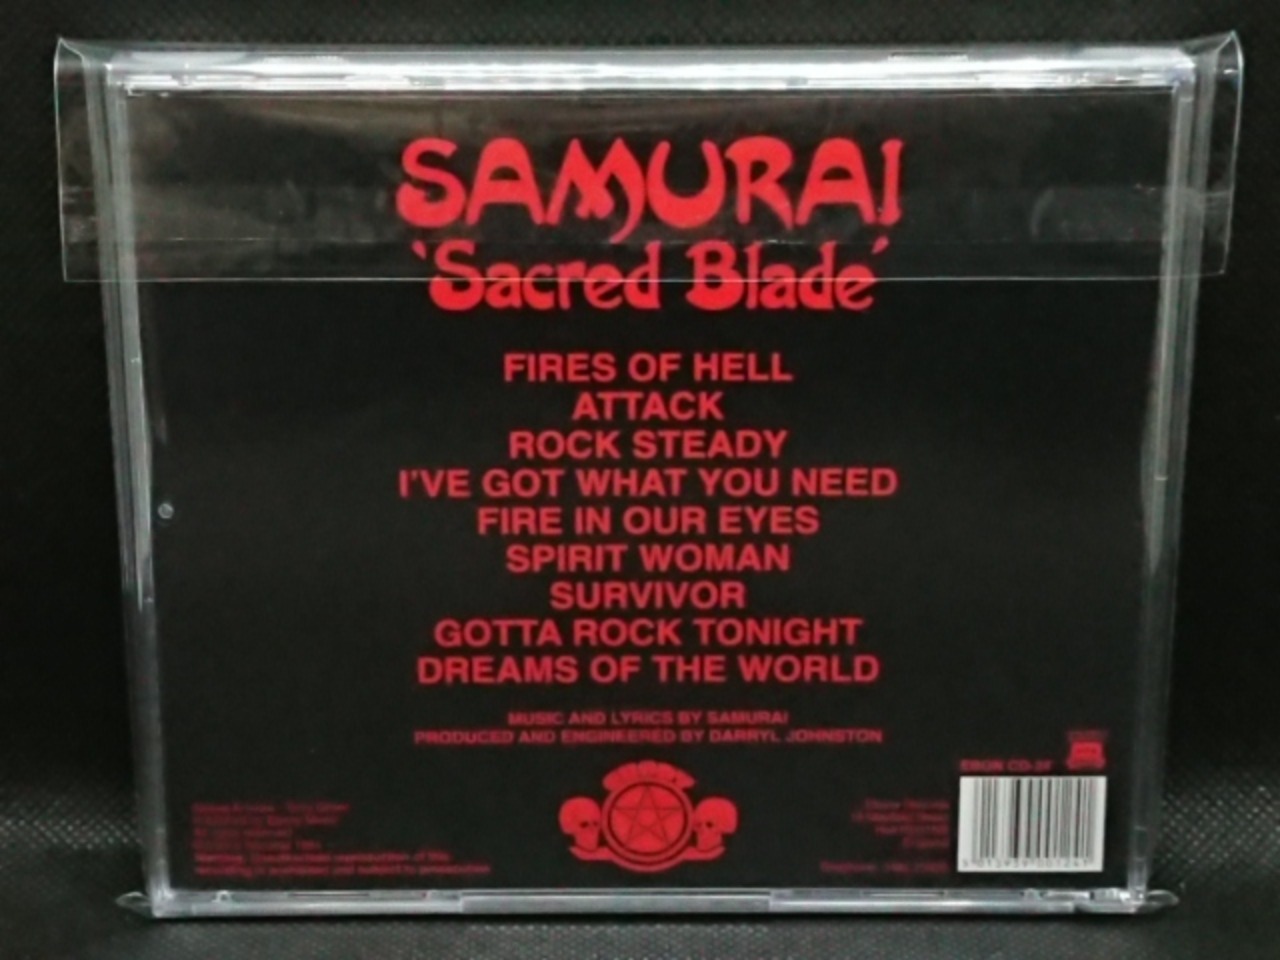 SAMURAI
'Sacred Blade'
FIRES OF HELL
ATTACK
ROCK STEADY
I'VE GOT WHAT YOU NEED
FIRE IN OUR EYES
SPIRIT WOMAN
SURVIVOR
GOTTA ROCK TONIGHT
DREAMS OF THE WORLD
MUSIC AND LYRICS BY SAMURAI
PRODUCED AND ENGINEERED BY DARRYL JOHNSTON
EBON